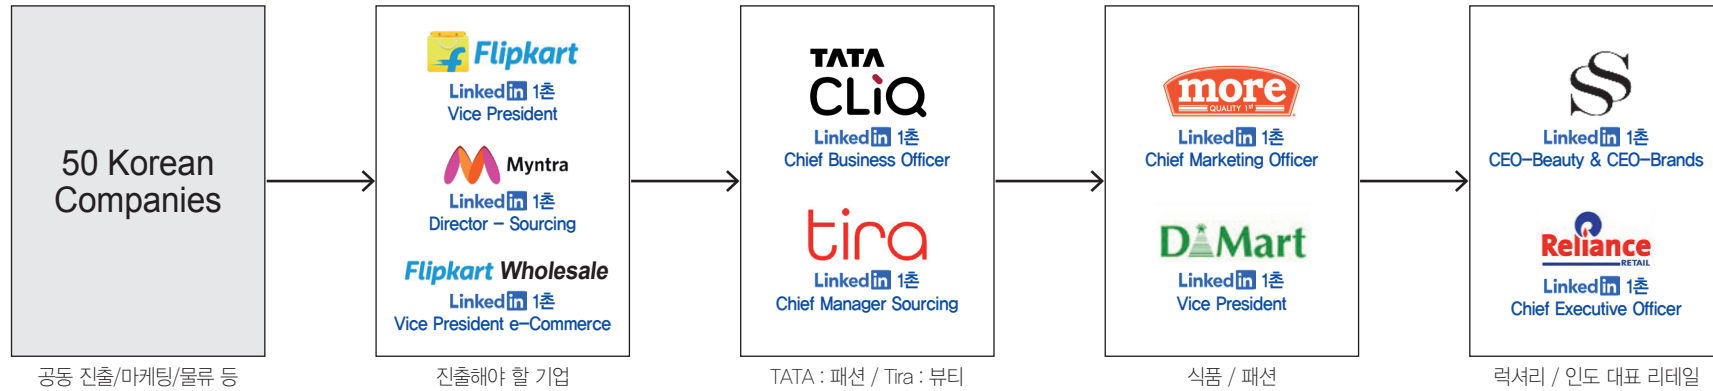 50 Korean
Companies
공동 진출/마케팅/물류 등
Flipkart
Linked in 1촌
Vice President
Myntra
Linked in 1촌
Director – Sourcing
Flipkart Wholesale
Linked in 1촌
Vice President e-Commerce
진출해야 할 기업
TATA
CLiQ
Linked in 1촌
Chief Business Officer
tira
Linked in 1촌
Chief Manager Sourcing
TATA : 패션 / Tira : 뷰티
more
QUALITY 1st
Linked in 1촌
Chief Marketing Officer
DMart
Linked in 1촌
Vice President
식품 / 패션
SS
Linked in 1촌
CEO-Beauty & CEO-Brands
Reliance
RETAIL
Linked in 1촌
Chief Executive Officer
럭셔리 / 인도 대표 리테일